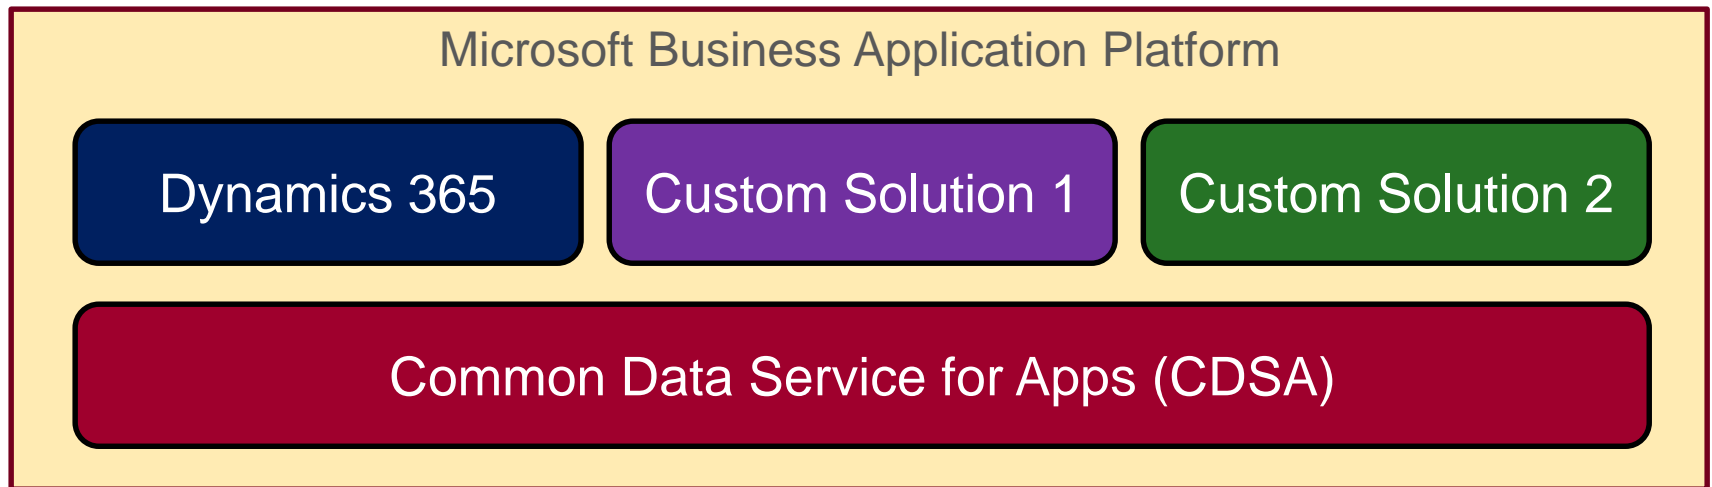 Microsoft Business Application Platform
Dynamics 365
Custom Solution 1
Custom Solution 2
Common Data Service for Apps (CDSA)